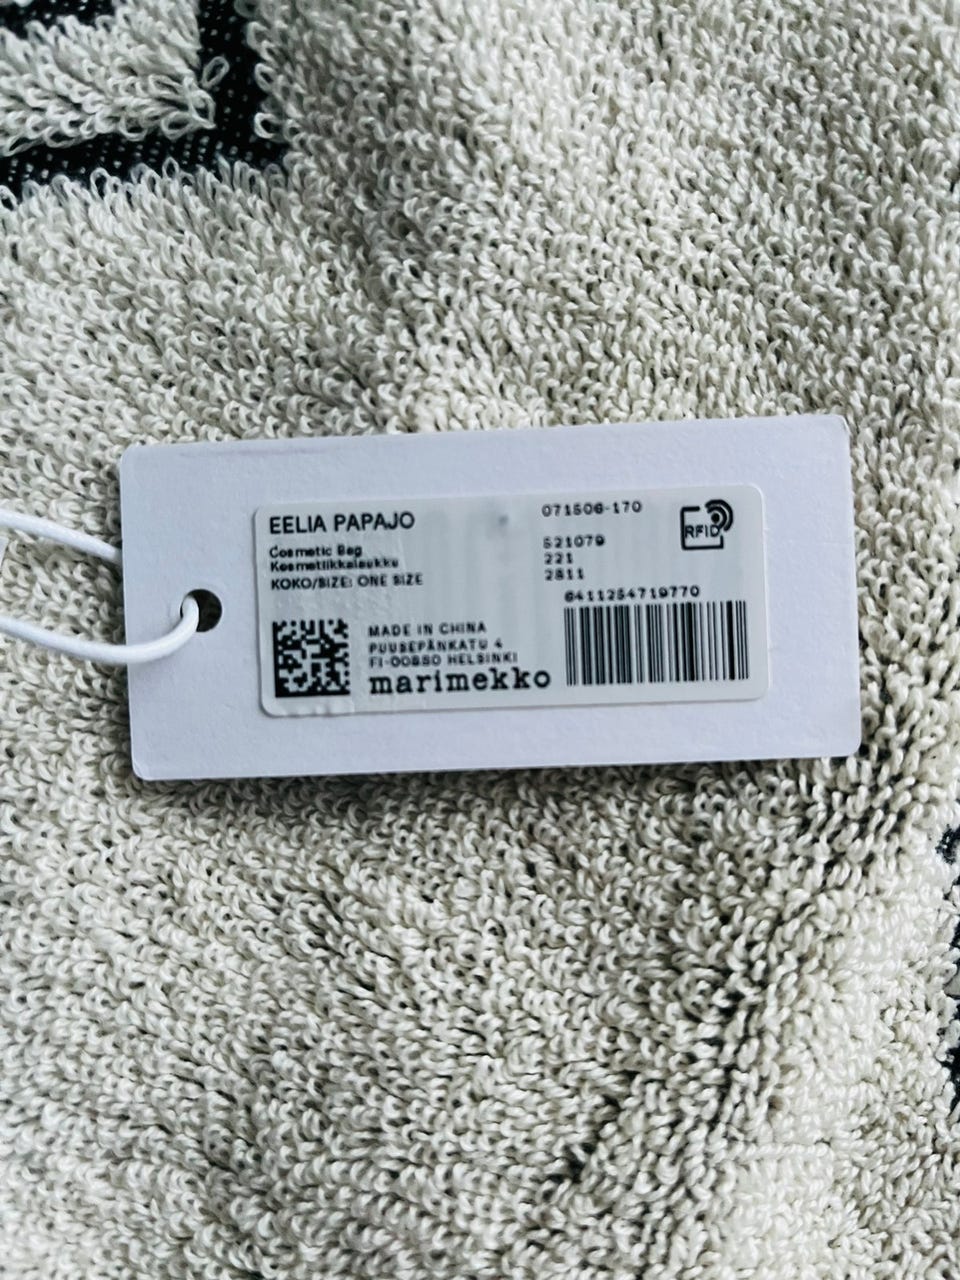 EELIA PAPAJO
Cosmetic Bag
Kosmetiikkalaukku
KOKO/SIZE: ONE SIZE
071506-170
521079
221
2811
RFID
6411254719770
MADE IN CHINA
PUUSEPÄNKATU 4
FI-00880 HELSINKI
marimekko